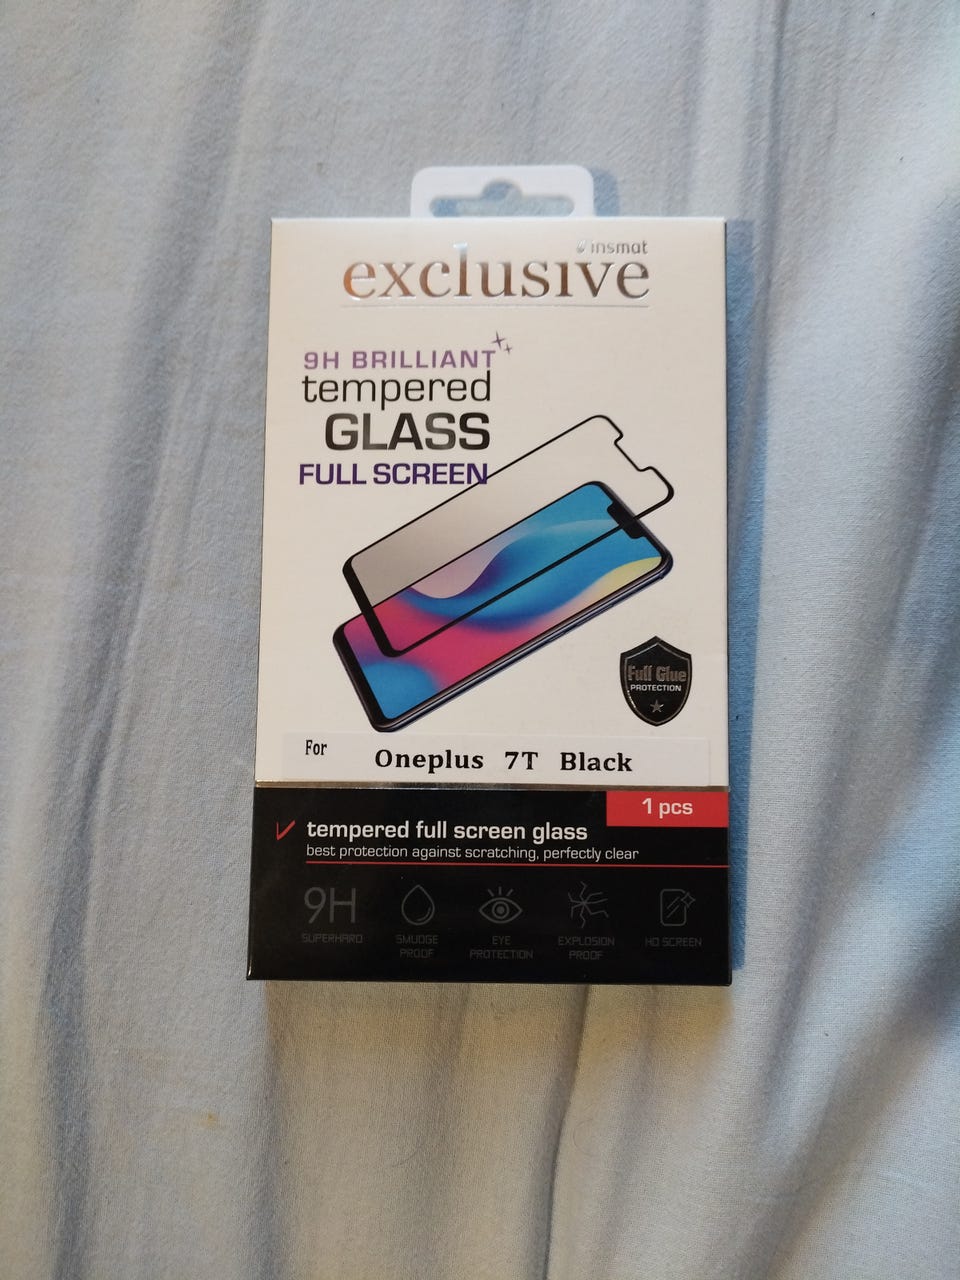 insmat
exclusive
9H BRILLIANT
tempered
GLASS
FULL SCREEN
Full Glue
PROTECTION
For Oneplus 7T Black
1 pcs
tempered full screen glass
best protection against scratching, perfectly clear
9H
SUPERHARD
SMUDGE
PROOF
EYE
PROTECTION
EXPLOSION
PROOF
HD SCREEN